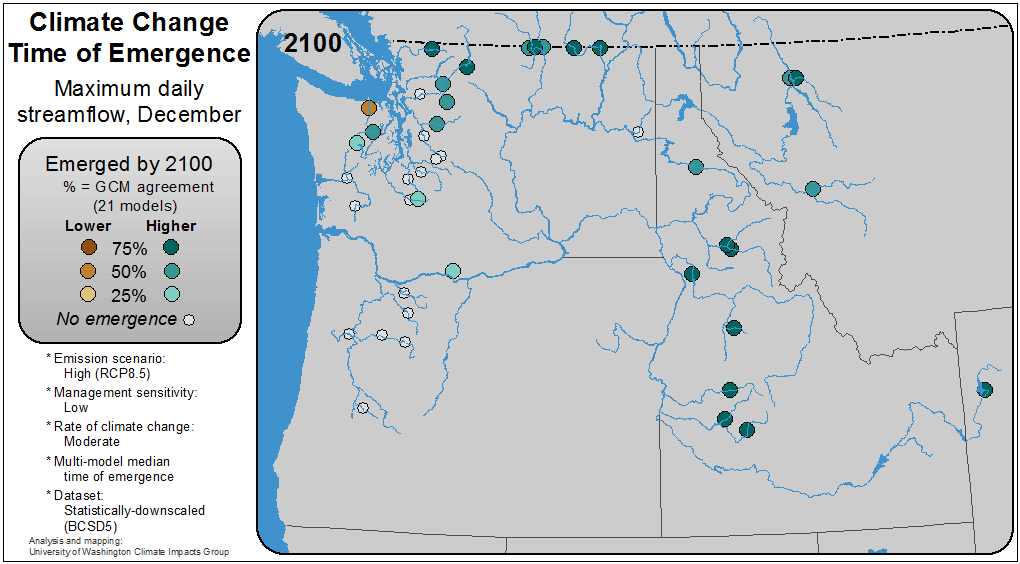 Climate Change
Time of Emergence
Maximum daily
streamflow, December
Emerged by 2100
% = GCM agreement
(21 models)
Lower Higher
75%
50%
25%
No emergence
* Emission scenario:
High (RCP8.5)
* Management sensitivity:
Low
* Rate of climate change:
Moderate
* Multi-model median
time of emergence
* Dataset:
Statistically-downscaled
(BCSD5)
Analysis and mapping:
University of Washington Climate Impacts Group
2100